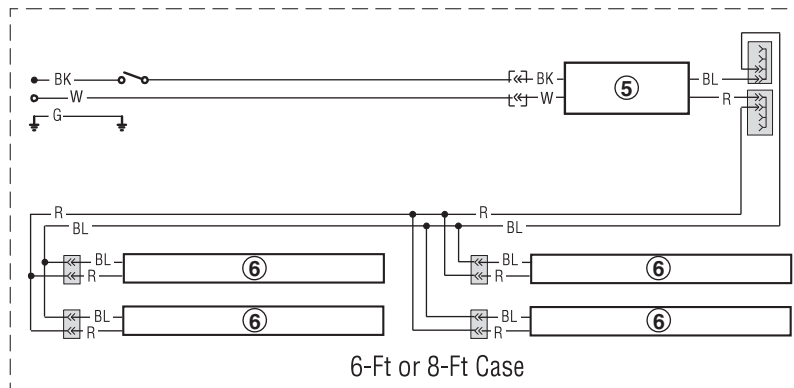 BK BK BL
5
W W R
G
R R
BL BL
BL 6 BL 6
R R
BL 6 BL 6
R R
6-Ft or 8-Ft Case